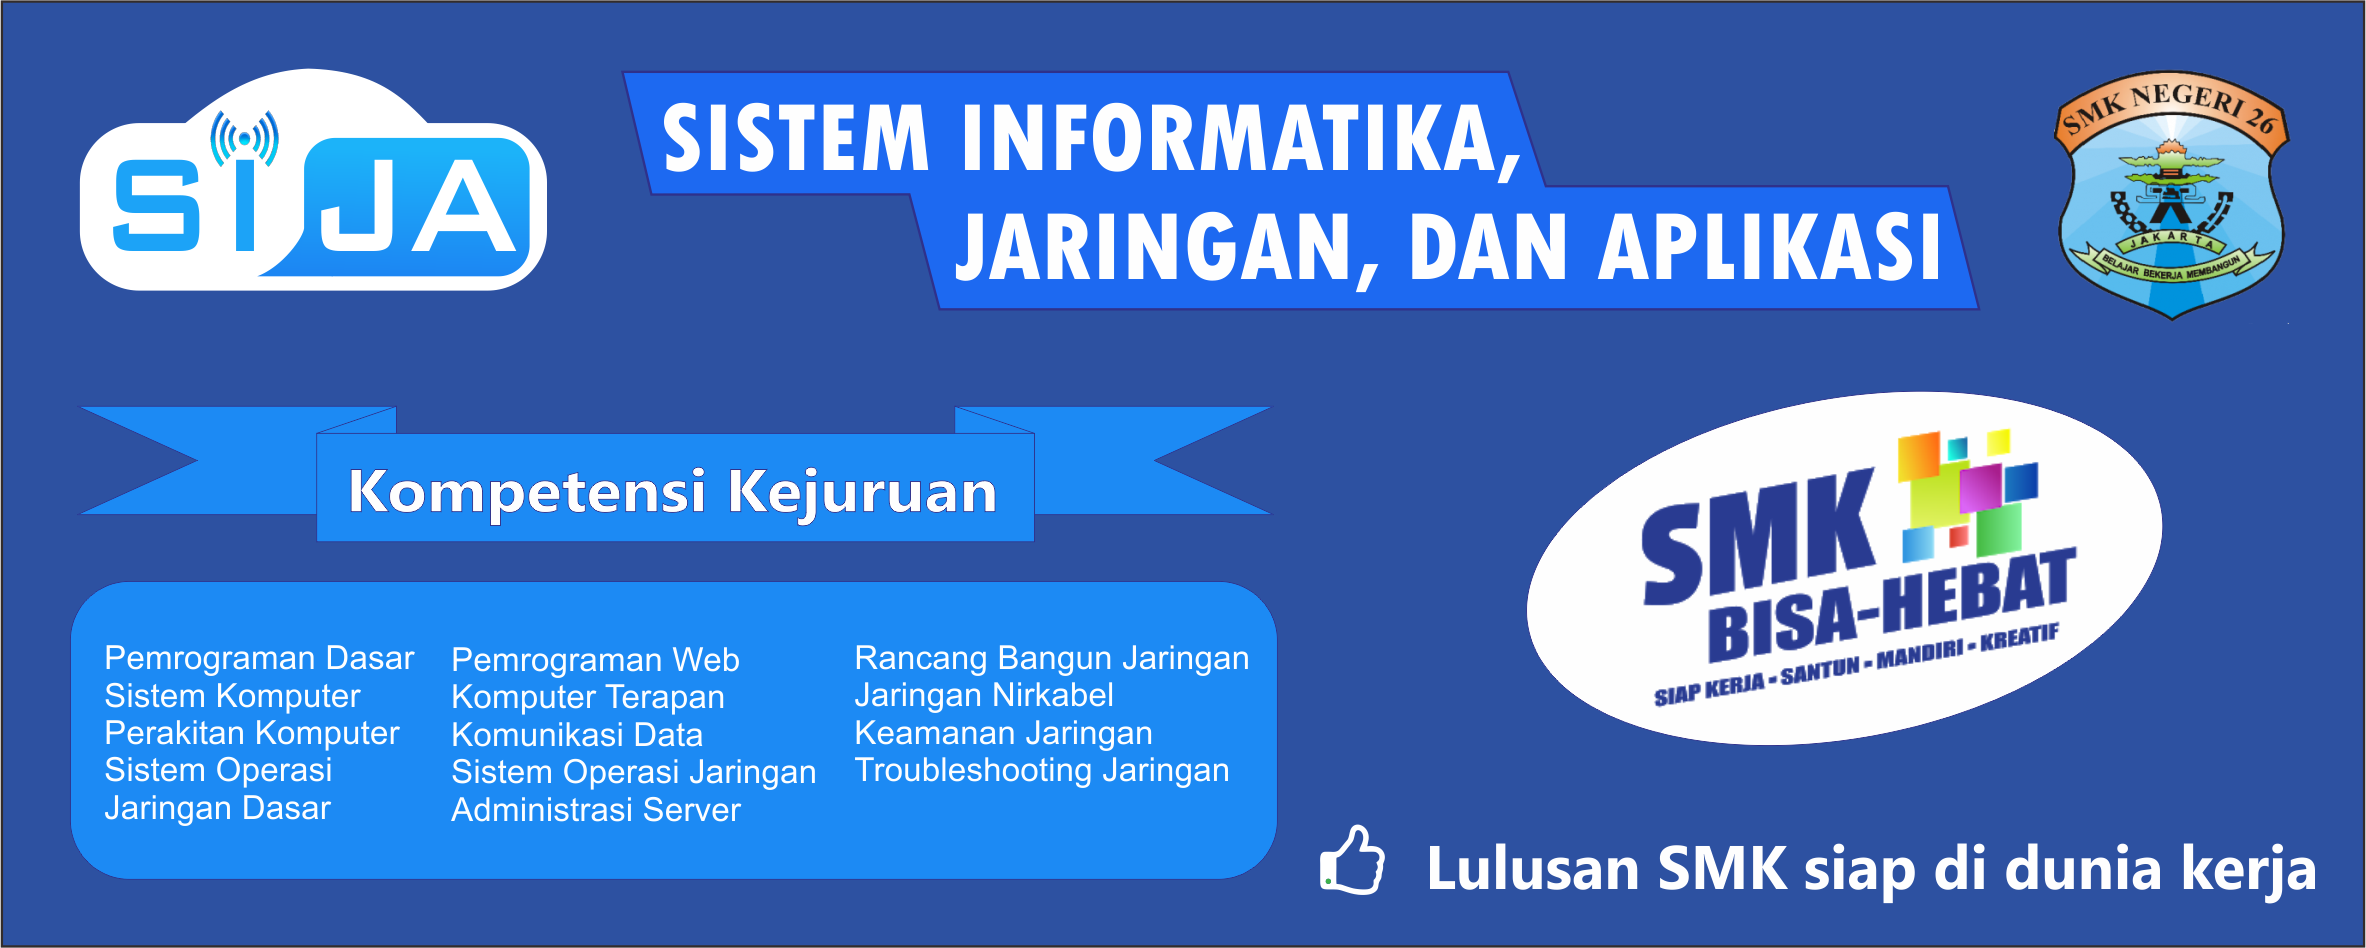 SIJA
SISTEM INFORMATIKA,
JARINGAN, DAN APLIKASI
SMK NEGERI 26
JAKARTA
BELAJAR BEKERJA MEMBANGUN
Kompetensi Kejuruan
Pemrograman Dasar
Sistem Komputer
Perakitan Komputer
Sistem Operasi
Jaringan Dasar
Pemrograman Web
Komputer Terapan
Komunikasi Data
Sistem Operasi Jaringan
Administrasi Server
Rancang Bangun Jaringan
Jaringan Nirkabel
Keamanan Jaringan
Troubleshooting Jaringan
SMK
BISA-HEBAT
SIAP KERJA - SANTUN - MANDIRI - KREATIF
Lulusan SMK siap di dunia kerja